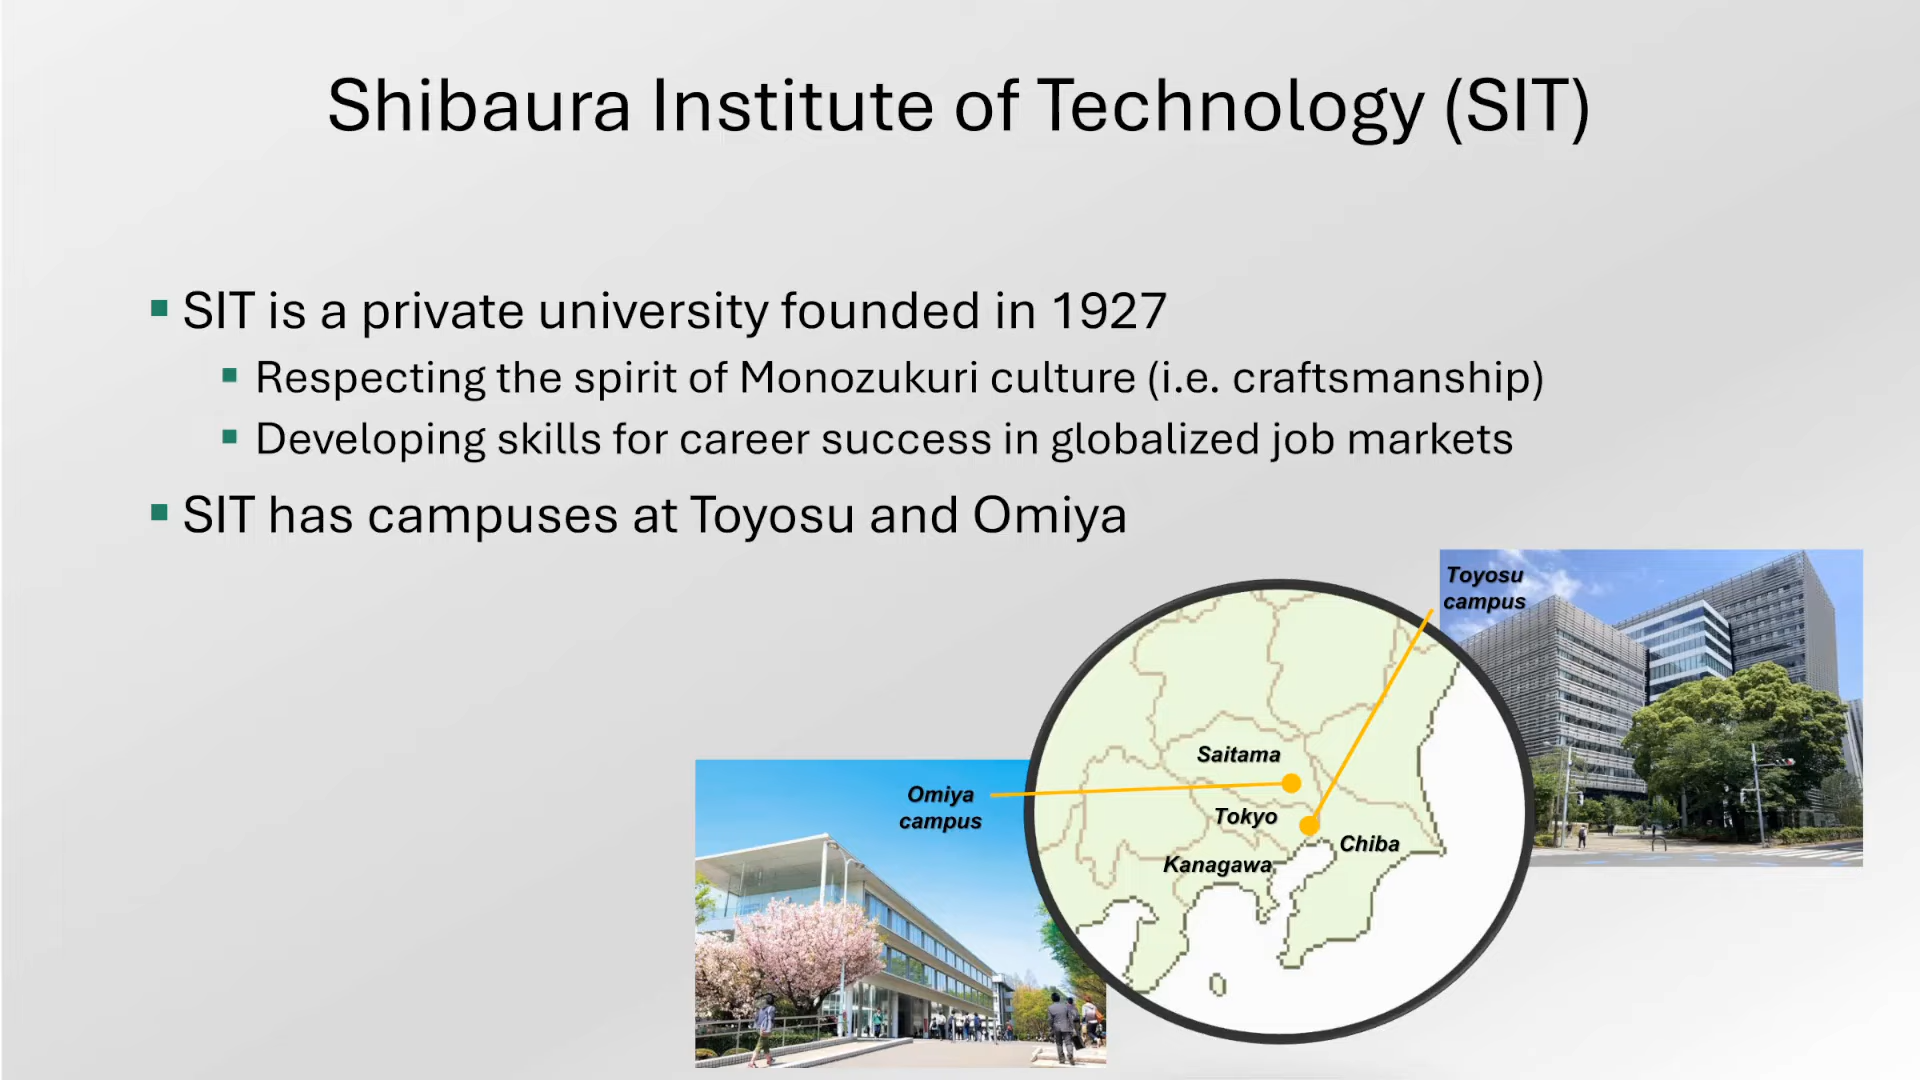 Shibaura Institute of Technology (SIT)
SIT is a private university founded in 1927
Respecting the spirit of Monozukuri culture (i.e. craftsmanship)
Developing skills for career success in globalized job markets
SIT has campuses at Toyosu and Omiya
Toyosu
campus
Saitama
Omiya
campus
Tokyo
Chiba
Kanagawa